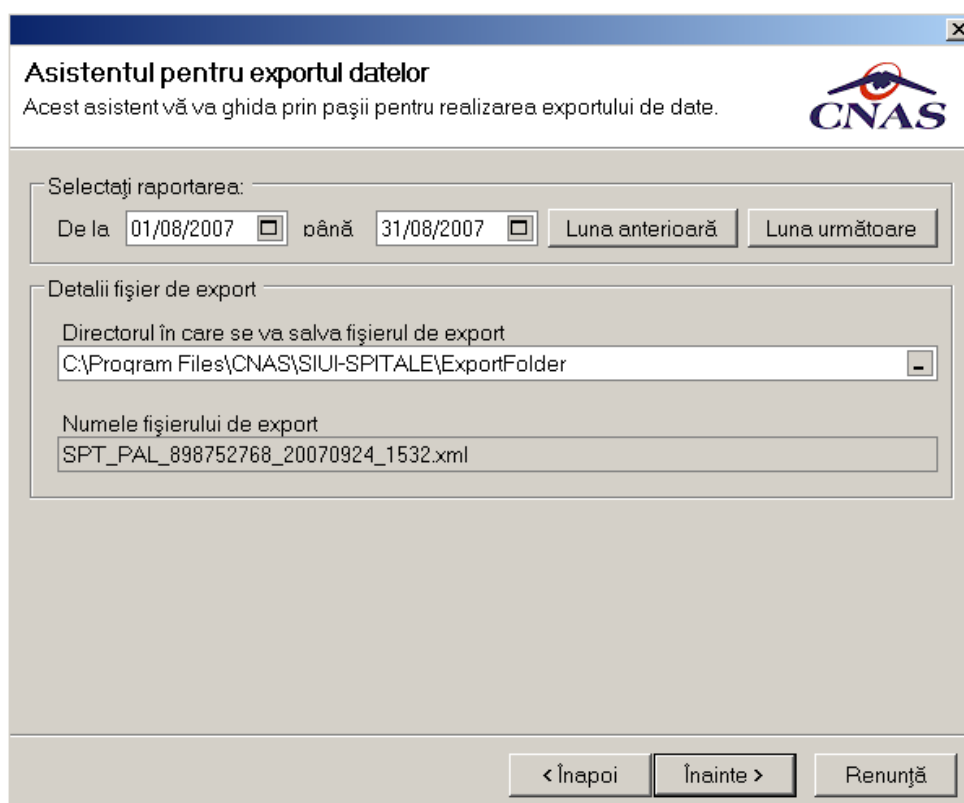 Asistentul pentru exportul datelor
Acest asistent vă va ghida prin paşii pentru realizarea exportului de date.
CNAS
Selectaţi raportarea:
De la 01/08/2007 până 31/08/2007 Luna anterioară Luna următoare
Detalii fişier de export
Directorul în care se va salva fişierul de export
C:\Program Files\CNAS\SIUI-SPITALE\ExportFolder
Numele fişierului de export
SPT_PAL_898752768_20070924_1532.xml
< Înapoi Înainte > Renunţă